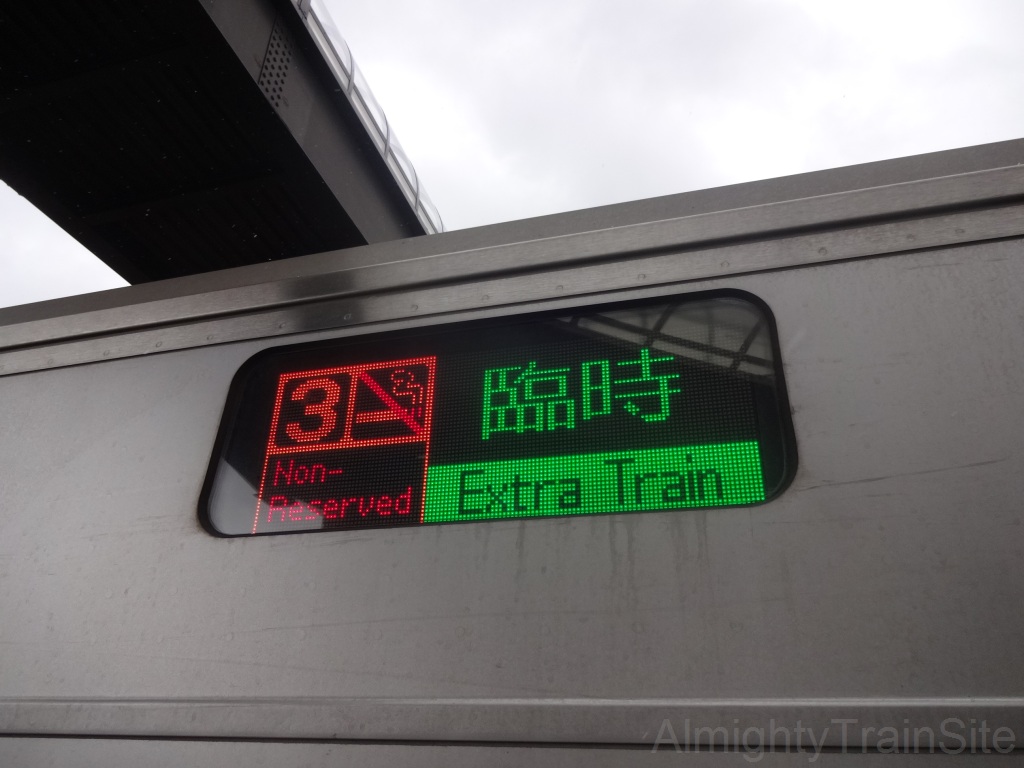 3
臨時
Non-
Reserved
Extra Train
AlmightyTrainSite